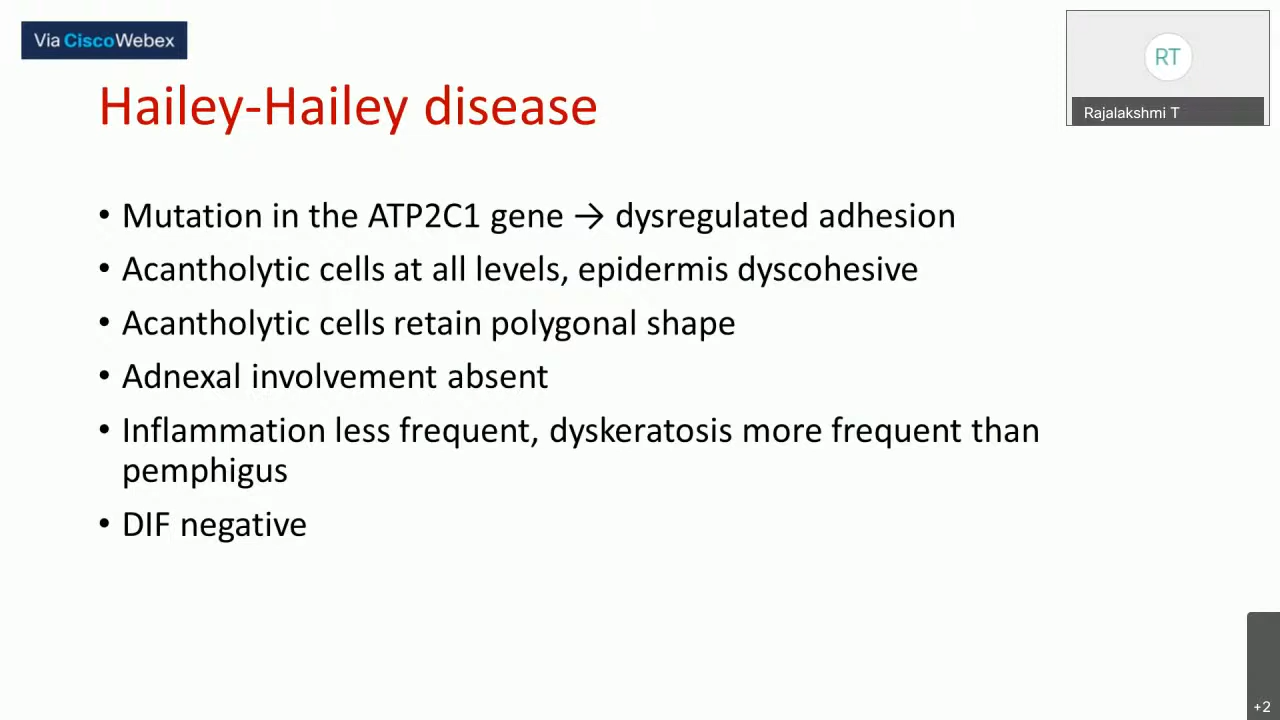 Via CiscoWebex
RT
Rajalakshmi T
Hailey-Hailey disease
• Mutation in the ATP2C1 gene → dysregulated adhesion
• Acantholytic cells at all levels, epidermis dyscohesive
• Acantholytic cells retain polygonal shape
• Adnexal involvement absent
• Inflammation less frequent, dyskeratosis more frequent than
pemphigus
• DIF negative
+2